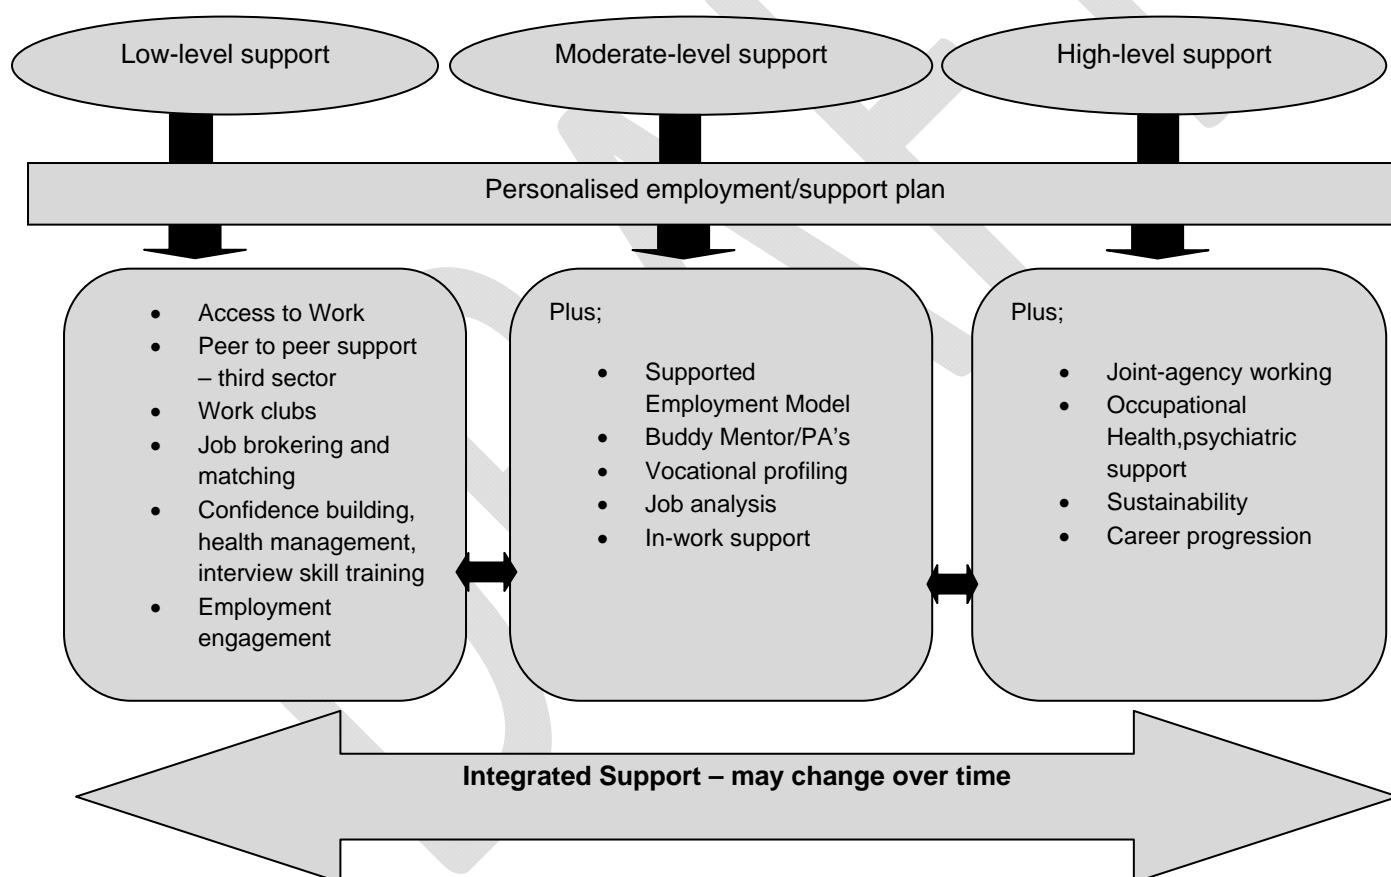 Low-level support
Moderate-level support
High-level support
Personalised employment/support plan
• Access to Work
• Peer to peer support
– third sector
• Work clubs
• Job brokering and
matching
• Confidence building,
health management,
interview skill training
• Employment
engagement
Plus;
• Supported
Employment Model
• Buddy Mentor/PA's
• Vocational profiling
• Job analysis
• In-work support
Plus;
• Joint-agency working
• Occupational
Health,psychiatric
support
• Sustainability
• Career progression
Integrated Support – may change over time